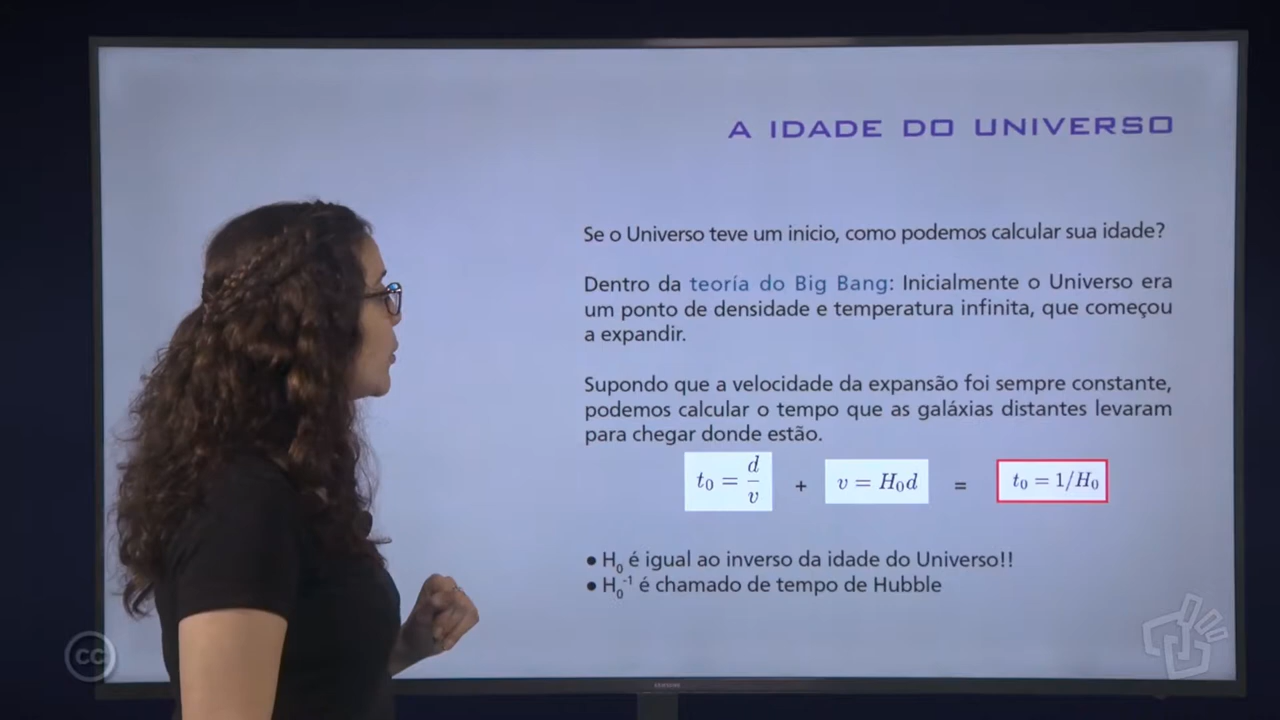 A IDADE DO UNIVERSO
Se o Universo teve um inicio, como podemos calcular sua idade?
Dentro da teoría do Big Bang: Inicialmente o Universo era
um ponto de densidade e temperatura infinita, que começou
a expandir.
Supondo que a velocidade da expansão foi sempre constante,
podemos calcular o tempo que as galáxias distantes levaram
para chegar donde estão.
t₀ = d/v + v = H₀d = t₀ = 1/H₀
• H₀ é igual ao inverso da idade do Universo!!
• H₀⁻¹ é chamado de tempo de Hubble
cc
SAMSUNG